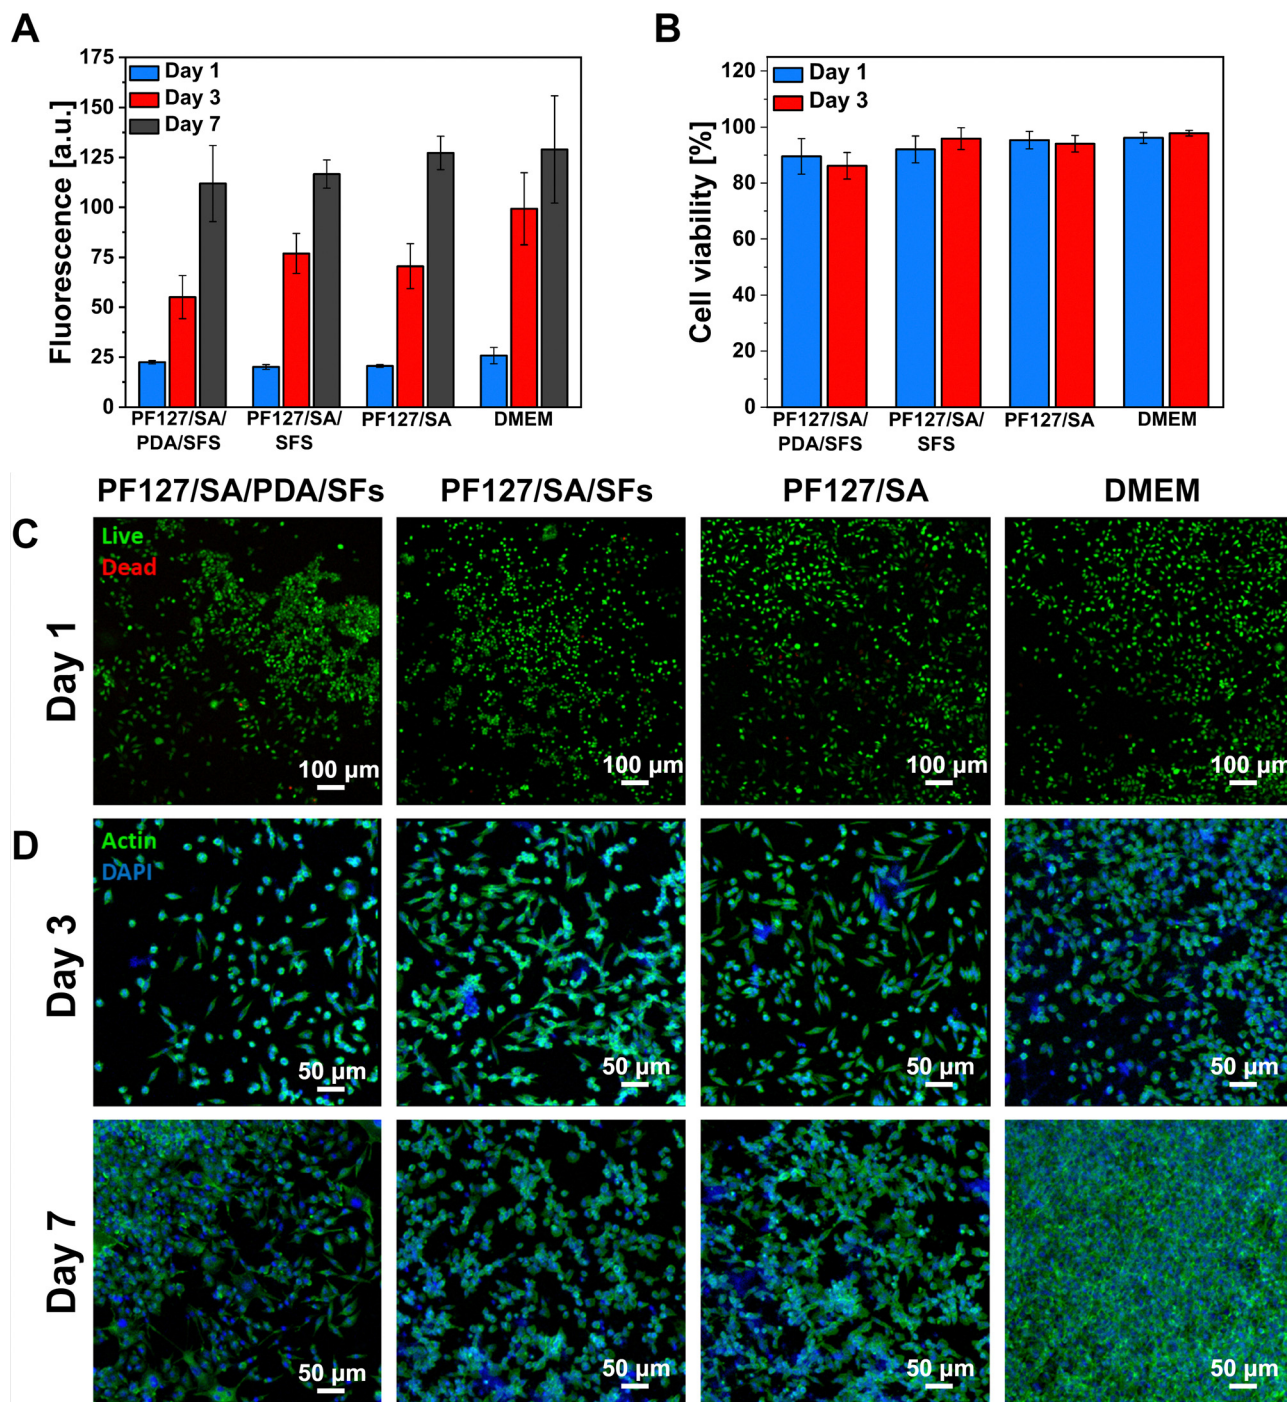 A
Fluorescence [a.u.]
175
150
125
100
75
50
25
0
Day 1
Day 3
Day 7
PF127/SA/
PDA/SFS
PF127/SA/
SFS
PF127/SA
DMEM
B
Cell viability [%]
120
100
80
60
40
20
0
Day 1
Day 3
PF127/SA/
PDA/SFS
PF127/SA/
SFS
PF127/SA
DMEM
PF127/SA/PDA/SFs
PF127/SA/SFs
PF127/SA
DMEM
C
Day 1
Live
Dead
100 µm
100 µm
100 µm
100 µm
D
Day 3
Actin
DAPI
50 µm
50 µm
50 µm
50 µm
Day 7
50 µm
50 µm
50 µm
50 µm